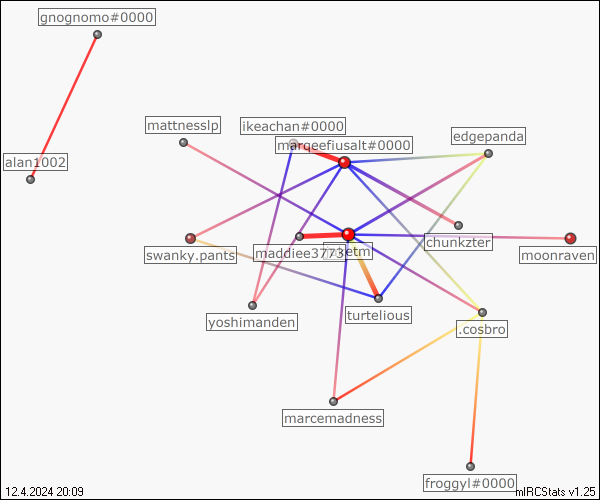 gnognomo#0000
mattnesslp
ikeachan#0000
edgepanda
marqeefiusalt#0000
alan1002
chunkzter
swanky.pants
maddiee3773
moonraven
yoshimanden
turtelious
.cosbro
marcemadness
froggyl#0000
12.4.2024 20:09
mIRCStats v1.25